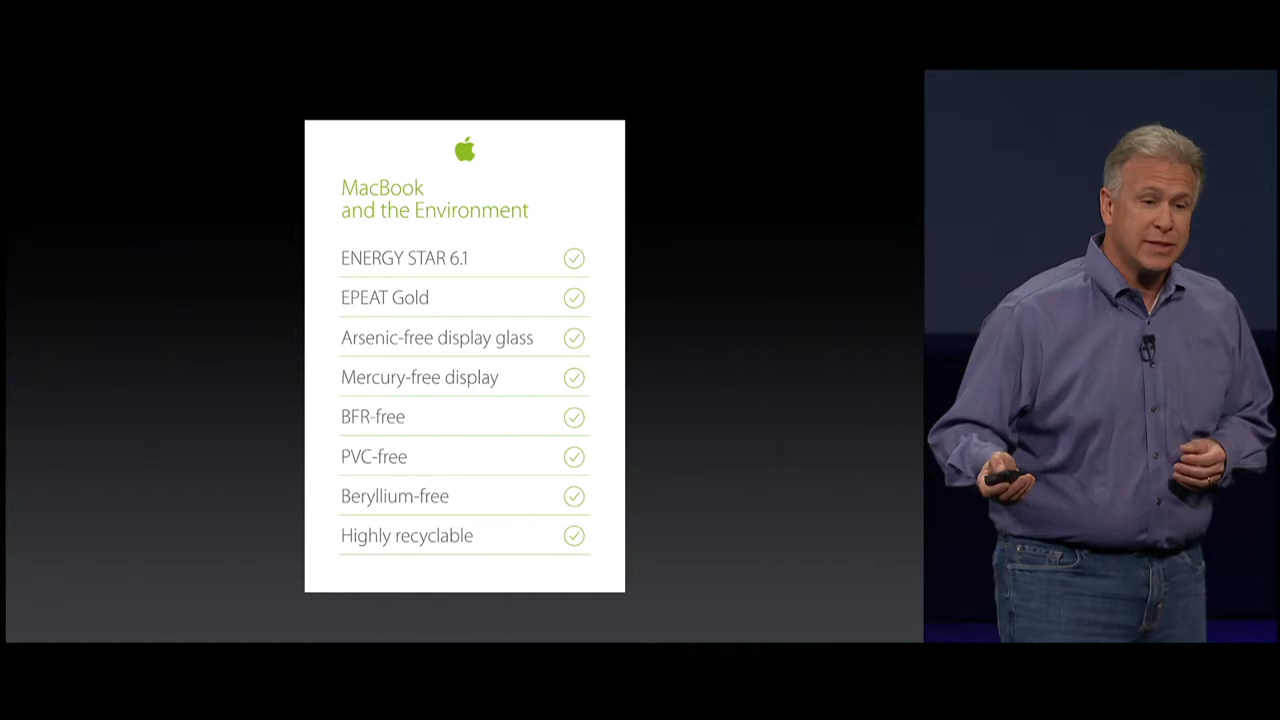 MacBook
and the Environment
ENERGY STAR 6.1
EPEAT Gold
Arsenic-free display glass
Mercury-free display
BFR-free
PVC-free
Beryllium-free
Highly recyclable